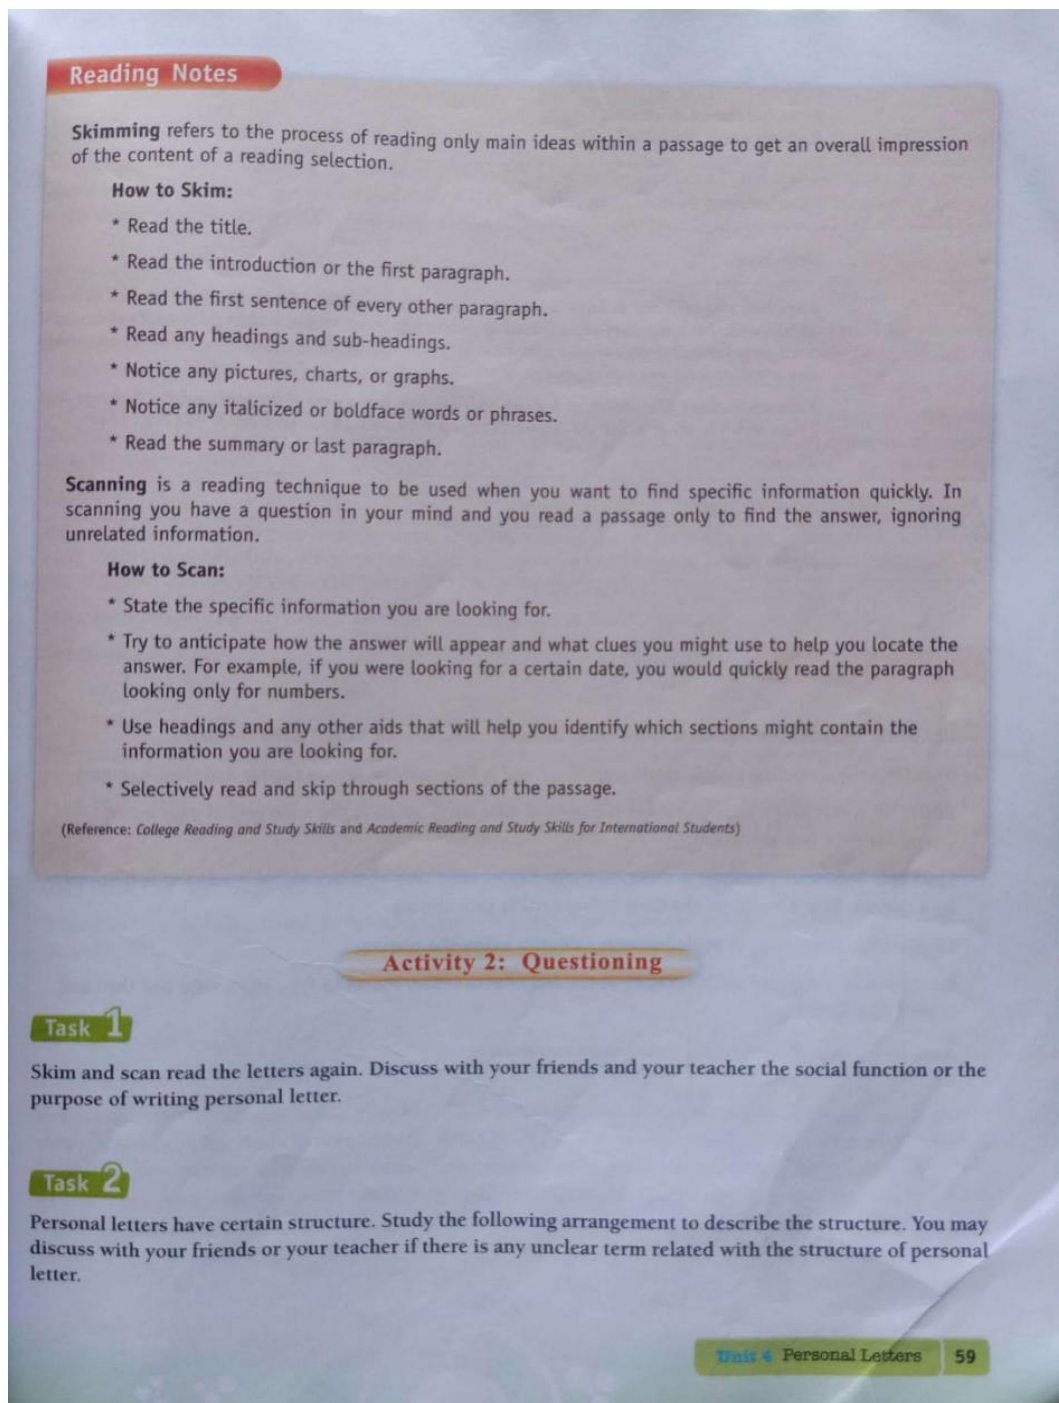 Reading Notes
Skimming refers to the process of reading only main ideas within a passage to get an overall impression
of the content of a reading selection.
How to Skim:
* Read the title.
* Read the introduction or the first paragraph.
* Read the first sentence of every other paragraph.
* Read any headings and sub-headings.
* Notice any pictures, charts, or graphs.
* Notice any italicized or boldface words or phrases.
* Read the summary or last paragraph.
Scanning is a reading technique to be used when you want to find specific information quickly. In
scanning you have a question in your mind and you read a passage only to find the answer, ignoring
unrelated information.
How to Scan:
* State the specific information you are looking for.
* Try to anticipate how the answer will appear and what clues you might use to help you locate the
answer. For example, if you were looking for a certain date, you would quickly read the paragraph
looking only for numbers.
* Use headings and any other aids that will help you identify which sections might contain the
information you are looking for.
* Selectively read and skip through sections of the passage.
(Reference: College Reading and Study Skills and Academic Reading and Study Skills for International Students)
Activity 2: Questioning
Task 1
Skim and scan read the letters again. Discuss with your friends and your teacher the social function or the
purpose of writing personal letter.
Task 2
Personal letters have certain structure. Study the following arrangement to describe the structure. You may
discuss with your friends or your teacher if there is any unclear term related with the structure of personal
letter.
Unit 4 Personal Letters 59